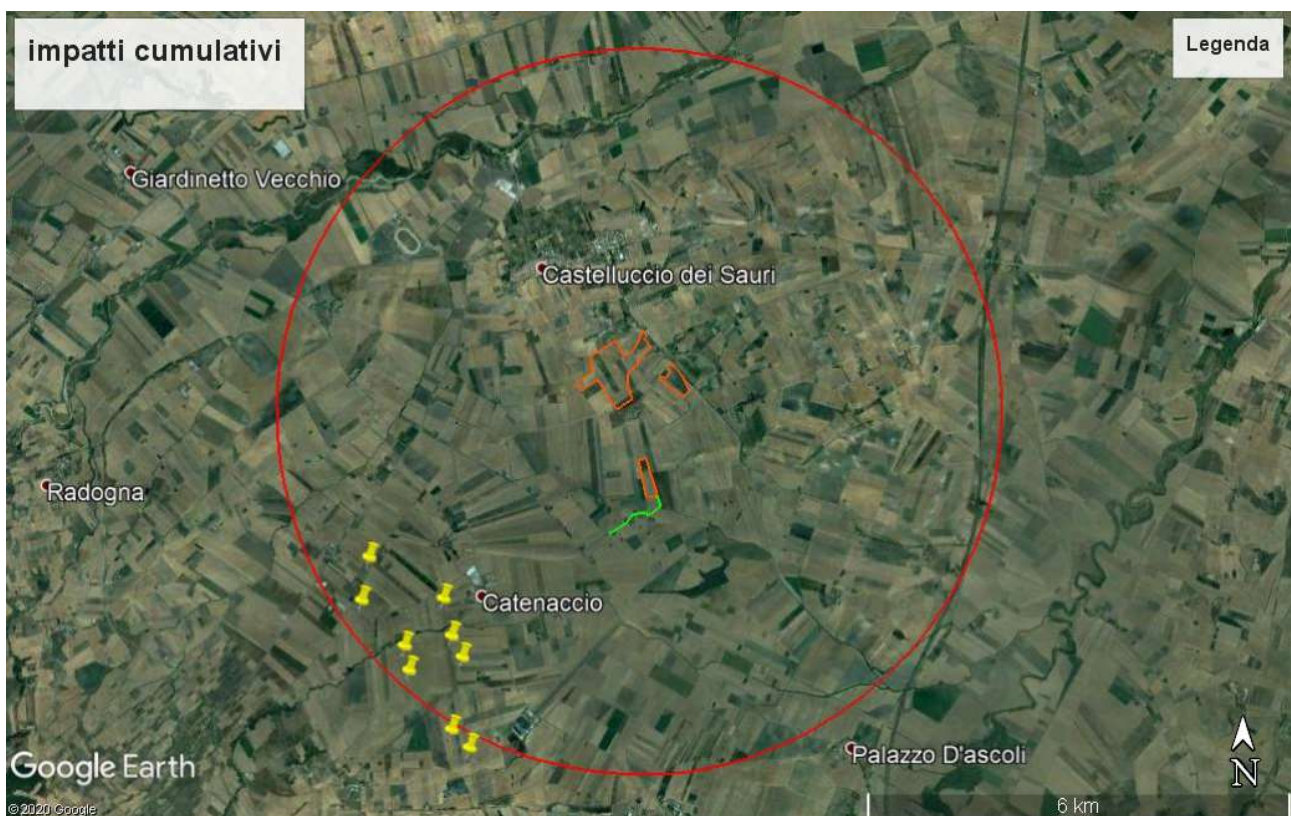 impatti cumulativi
Legenda
Giardinetto Vecchio
Castelluccio dei Sauri
Radogna
Catenaccio
Palazzo D'ascoli
Google Earth
N
©2020 Google
6 km